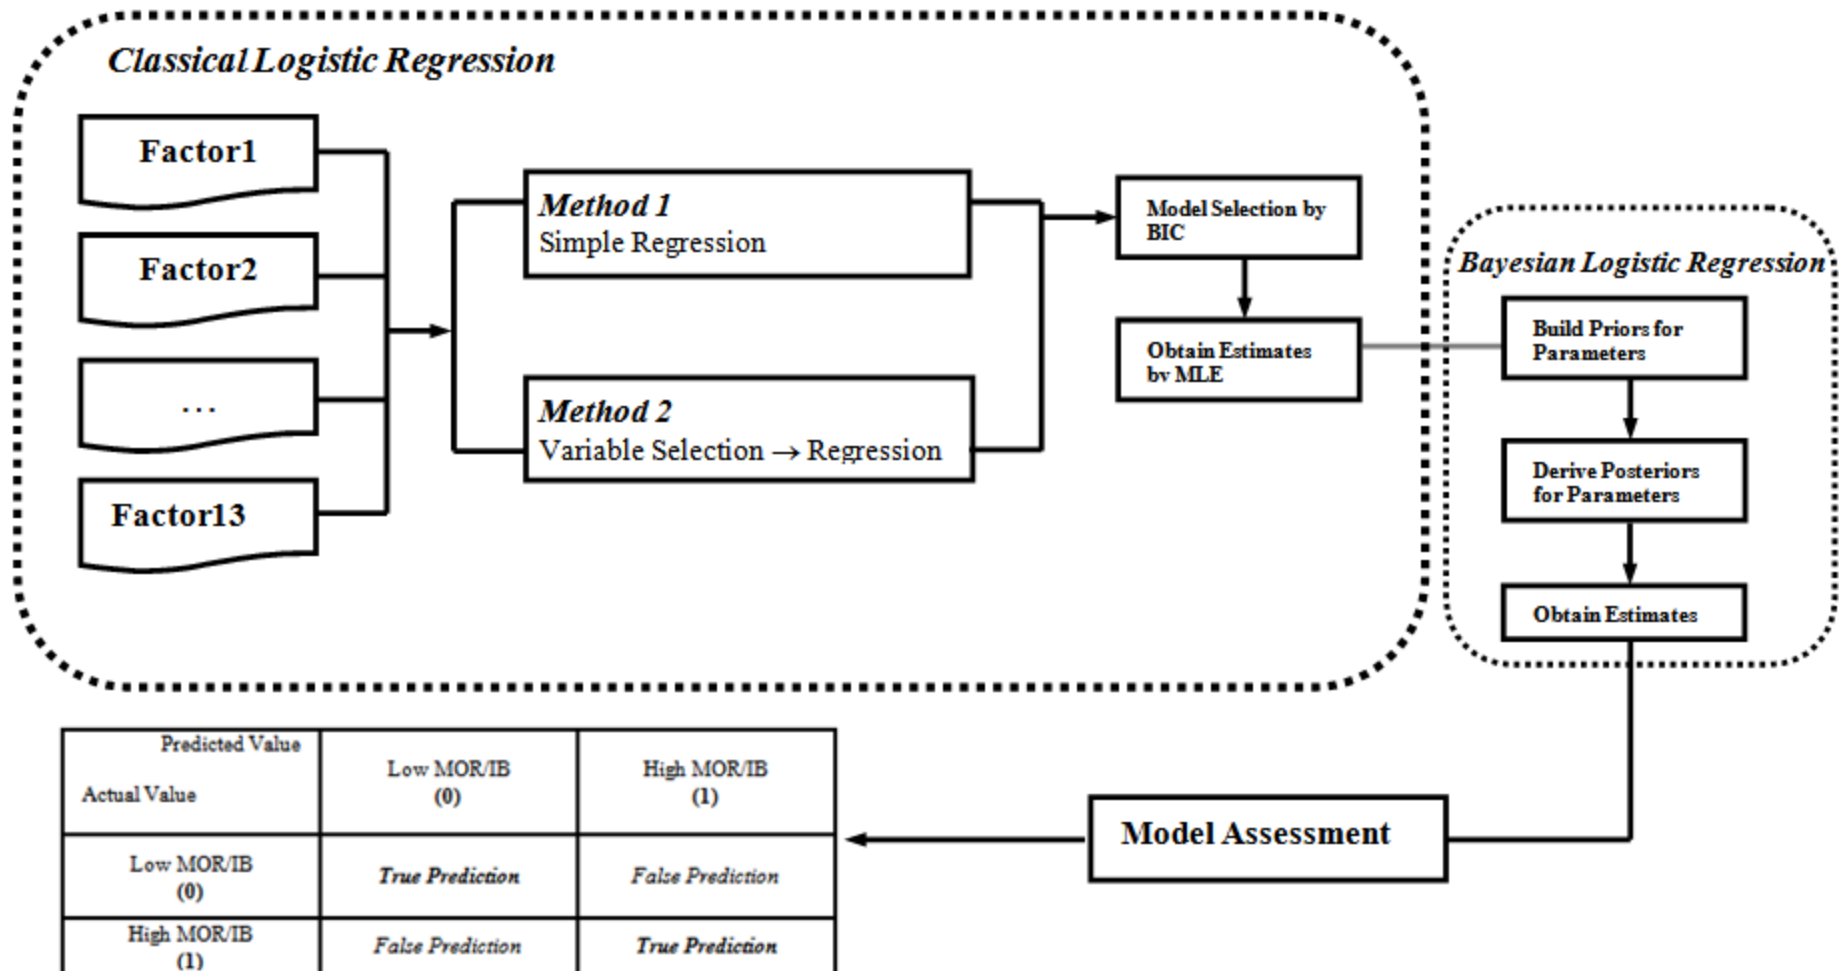 Classical Logistic Regression
Factor1
Factor2
...
Factor13
Method 1
Simple Regression
Method 2
Variable Selection → Regression
Model Selection by
BIC
Obtain Estimates
by MLE
Bayesian Logistic Regression
Build Priors for
Parameters
Derive Posteriors
for Parameters
Obtain Estimates
Model Assessment
Predicted Value
Actual Value
Low MOR/IB
(0)
High MOR/IB
(1)
Low MOR/IB
(0)
True Prediction
False Prediction
High MOR/IB
(1)
False Prediction
True Prediction